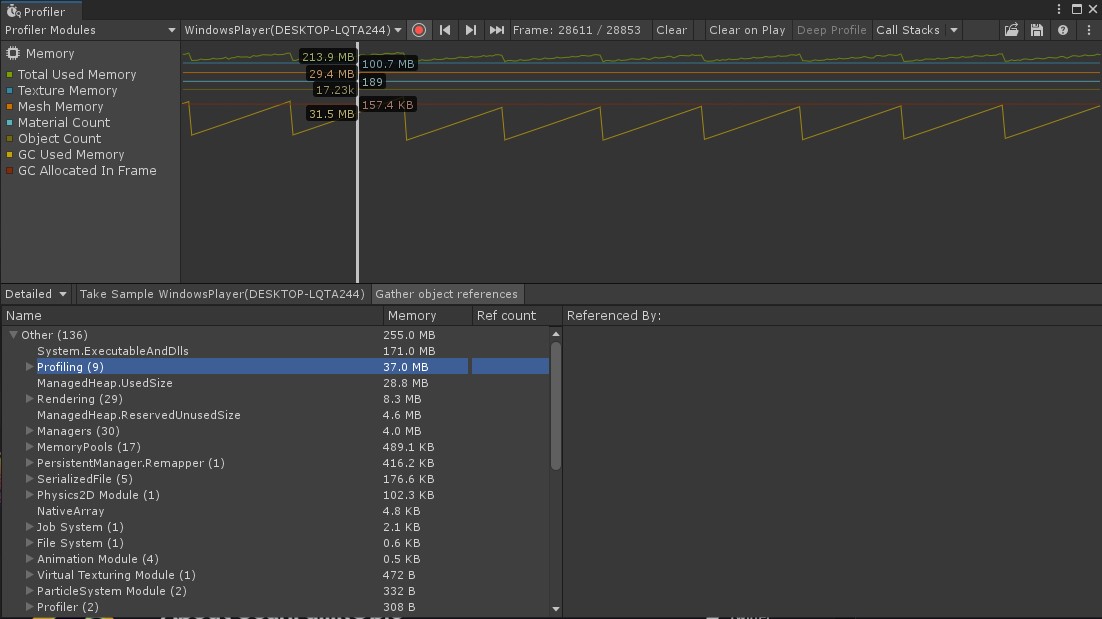 Profiler
Profiler Modules WindowsPlayer(DESKTOP-LQTA244) Frame: 28611 / 28853 Clear Clear on Play Deep Profile Call Stacks
Memory
Total Used Memory
Texture Memory
Mesh Memory
Material Count
Object Count
GC Used Memory
GC Allocated In Frame
213.9 MB
100.7 MB
29.4 MB
189
17.23k
157.4 KB
31.5 MB
Detailed Take Sample WindowsPlayer(DESKTOP-LQTA244) Gather object references
Name Memory Ref count Referenced By:
Other (136) 255.0 MB
System.ExecutableAndDlls 171.0 MB
Profiling (9) 37.0 MB
ManagedHeap.UsedSize 28.8 MB
Rendering (29) 8.3 MB
ManagedHeap.ReservedUnusedSize 4.6 MB
Managers (30) 4.0 MB
MemoryPools (17) 489.1 KB
PersistentManager.Remapper (1) 416.2 KB
SerializedFile (5) 176.6 KB
Physics2D Module (1) 102.3 KB
NativeArray 4.8 KB
Job System (1) 2.1 KB
File System (1) 0.6 KB
Animation Module (4) 0.5 KB
Virtual Texturing Module (1) 472 B
ParticleSystem Module (2) 332 B
Profiler (2) 308 B